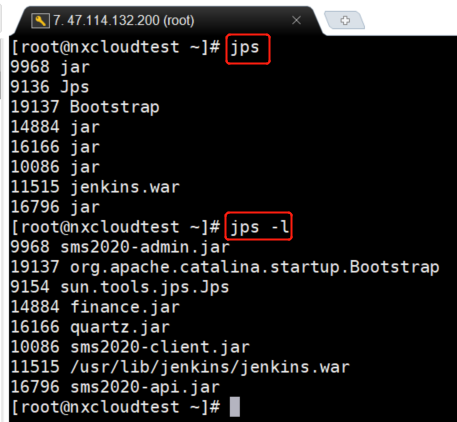 7. 47.114.132.200 (root)
[root@nxcloudtest ~]# jps
9968 jar
9136 Jps
19137 Bootstrap
14884 jar
16166 jar
10086 jar
11515 jenkins.war
16796 jar
[root@nxcloudtest ~]# jps -l
9968 sms2020-admin.jar
19137 org.apache.catalina.startup.Bootstrap
9154 sun.tools.jps.Jps
14884 finance.jar
16166 quartz.jar
10086 sms2020-client.jar
11515 /usr/lib/jenkins/jenkins.war
16796 sms2020-api.jar
[root@nxcloudtest ~]#